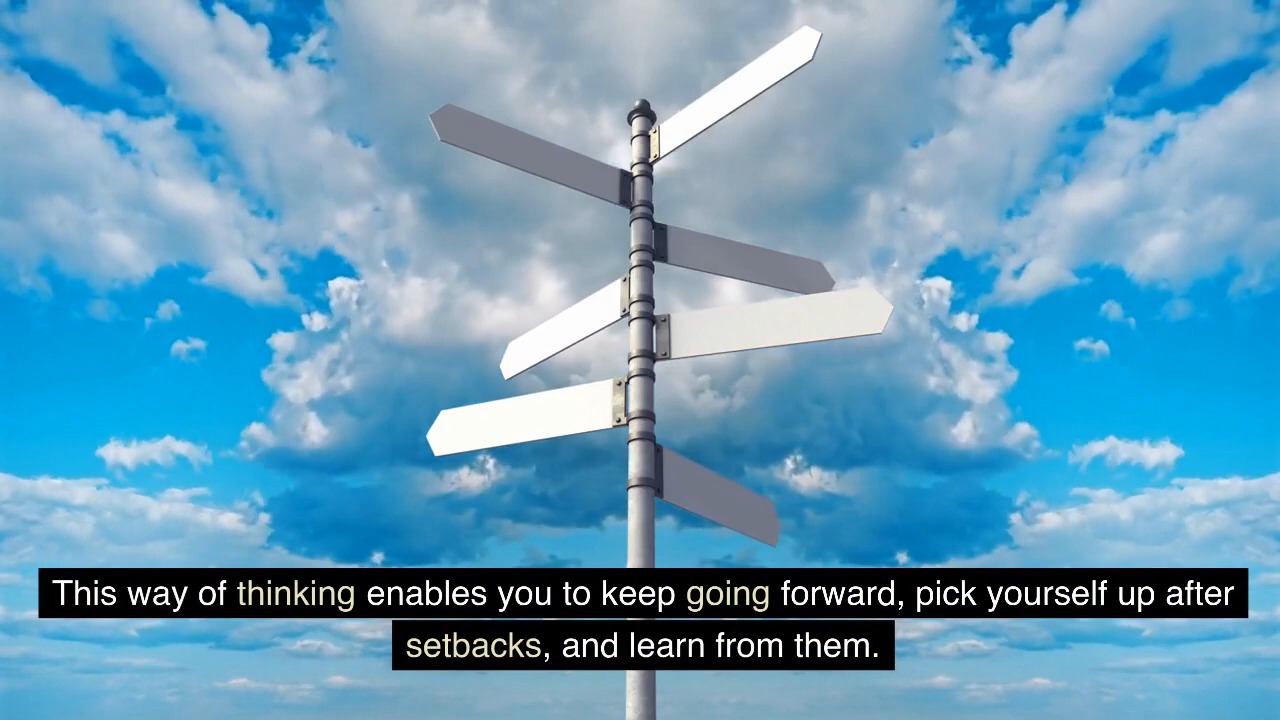 This way of thinking enables you to keep going forward, pick yourself up after
setbacks, and learn from them.